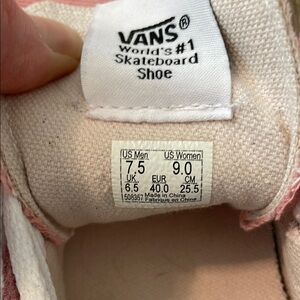 VANS®
World's #1
Skateboard
Shoe
US Men US Women
7.5 9.0
UK. EUR CM
6.5 40.0 25.5
Made in China
Fabriqué en Chine